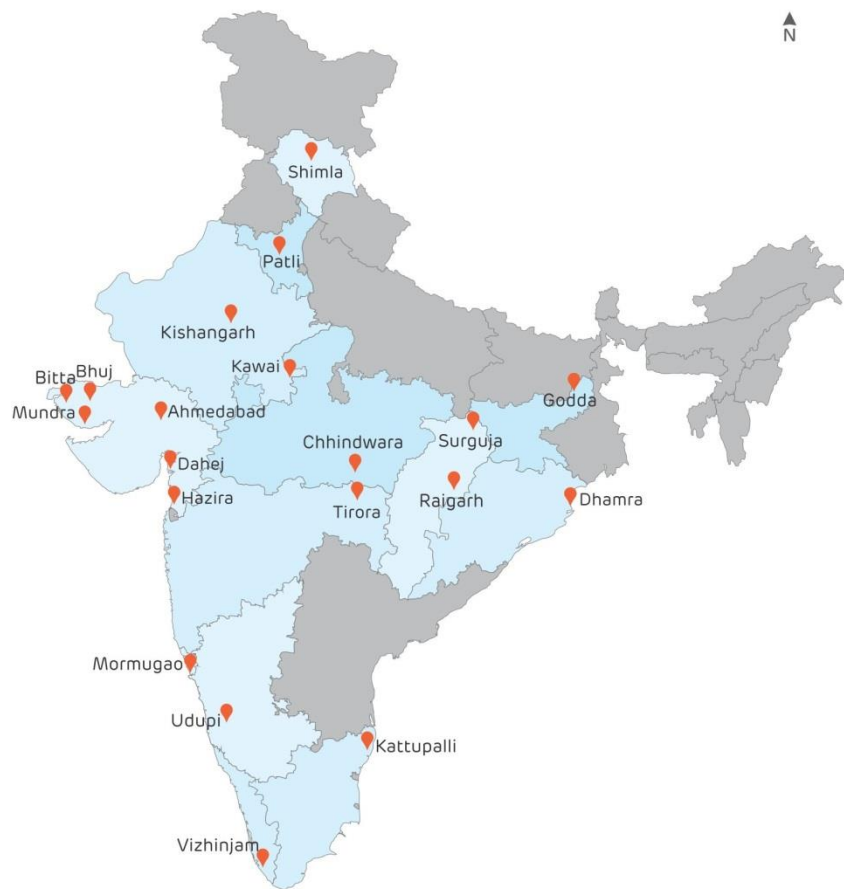 N
Shimla
Patli
Kishangarh
Kawai
Bhuj
Bitta
Mundra
Ahmedabad
Godda
Surguja
Chhindwara
Dahej
Raigarh
Hazira
Tirora
Dhamra
Mormugao
Udupi
Kattupalli
Vizhinjam